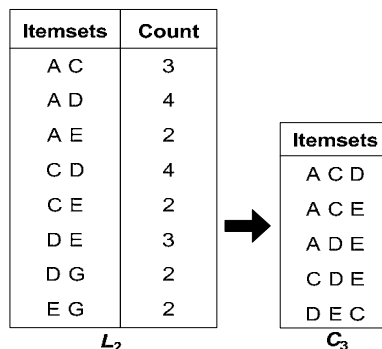 Itemsets Count
A C 3
A D 4
A E 2
C D 4
C E 2
D E 3
D G 2
E G 2
L2
Itemsets
A C D
A C E
A D E
C D E
D E C
C3